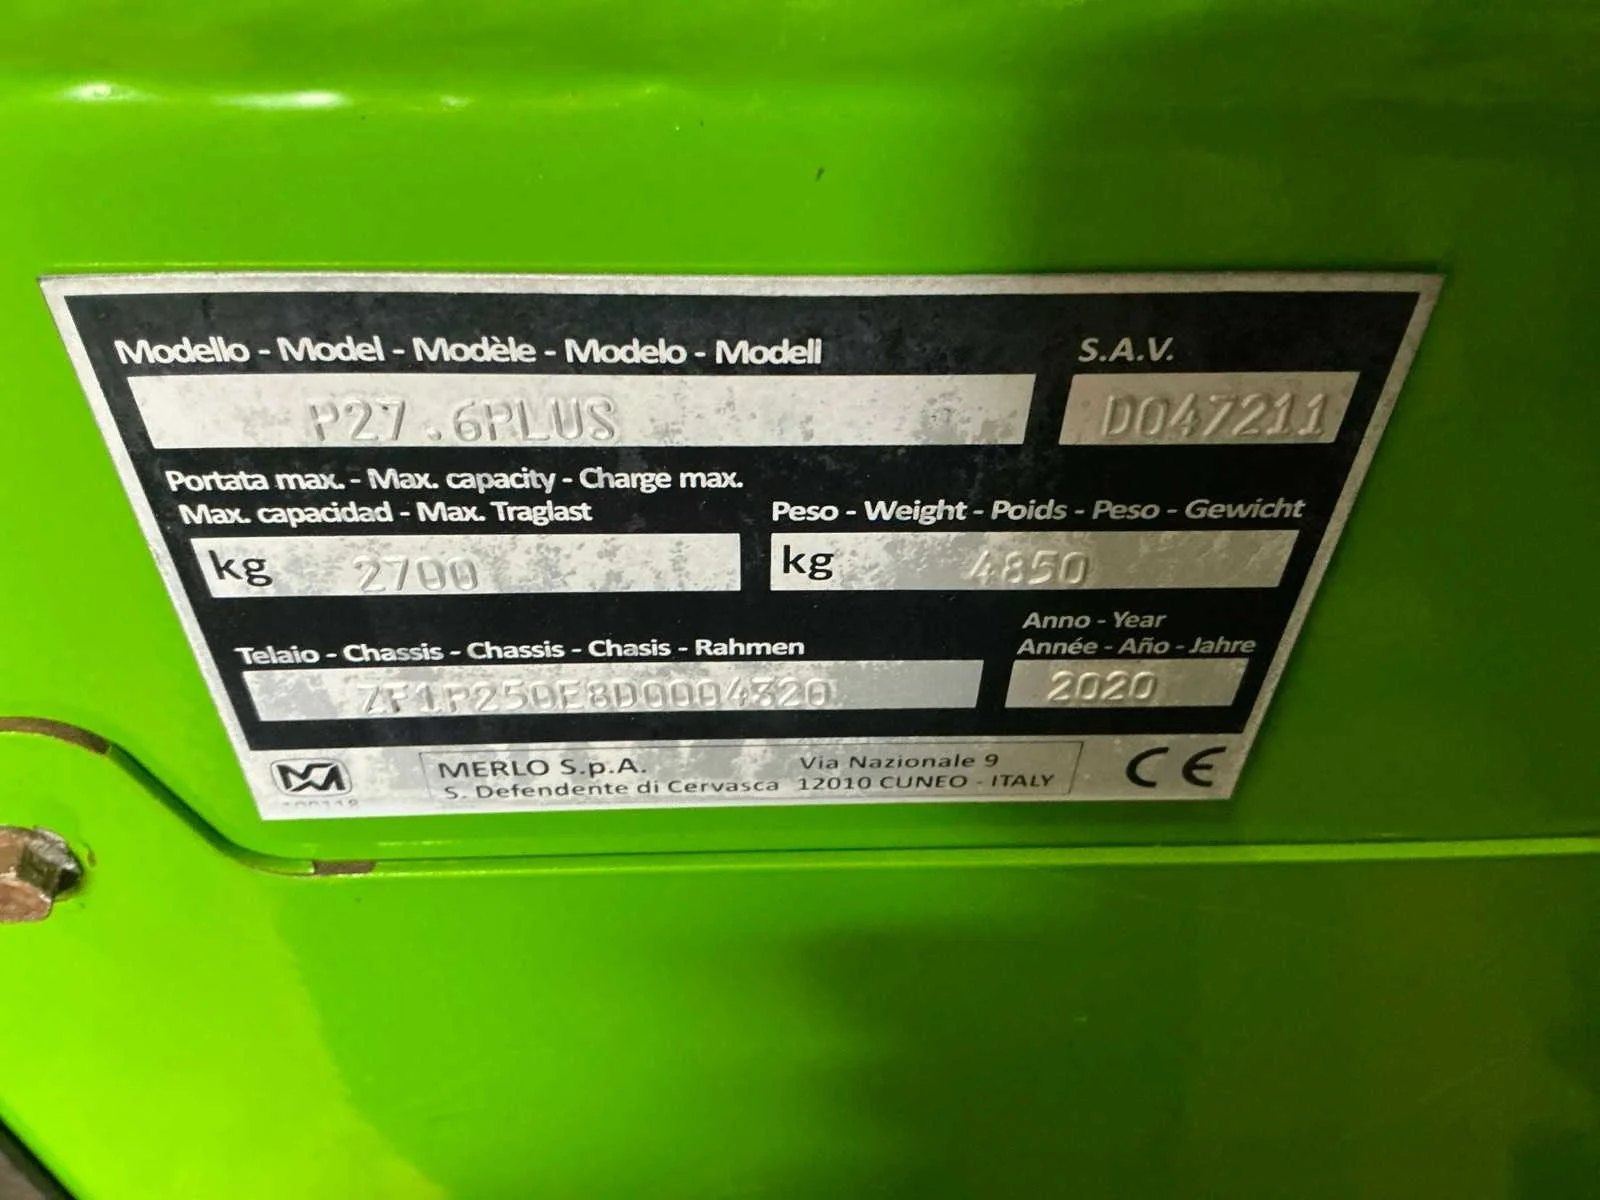 Modello - Model - Modèle - Modelo - Modell
S.A.V.
P27.6PLUS
D047211
Portata max. - Max. capacity - Charge max.
Max. capacidad - Max. Traglast
Peso - Weight - Poids - Peso - Gewicht
kg 2700
kg 4850
Anno - Year
Année - Año - Jahre
Telaio - Chassis - Chassis - Chasis - Rahmen
ZF1P250E8D0004320
2020
MERLO S.p.A.
Via Nazionale 9
S. Defendente di Cervasca
12010 CUNEO - ITALY
CE